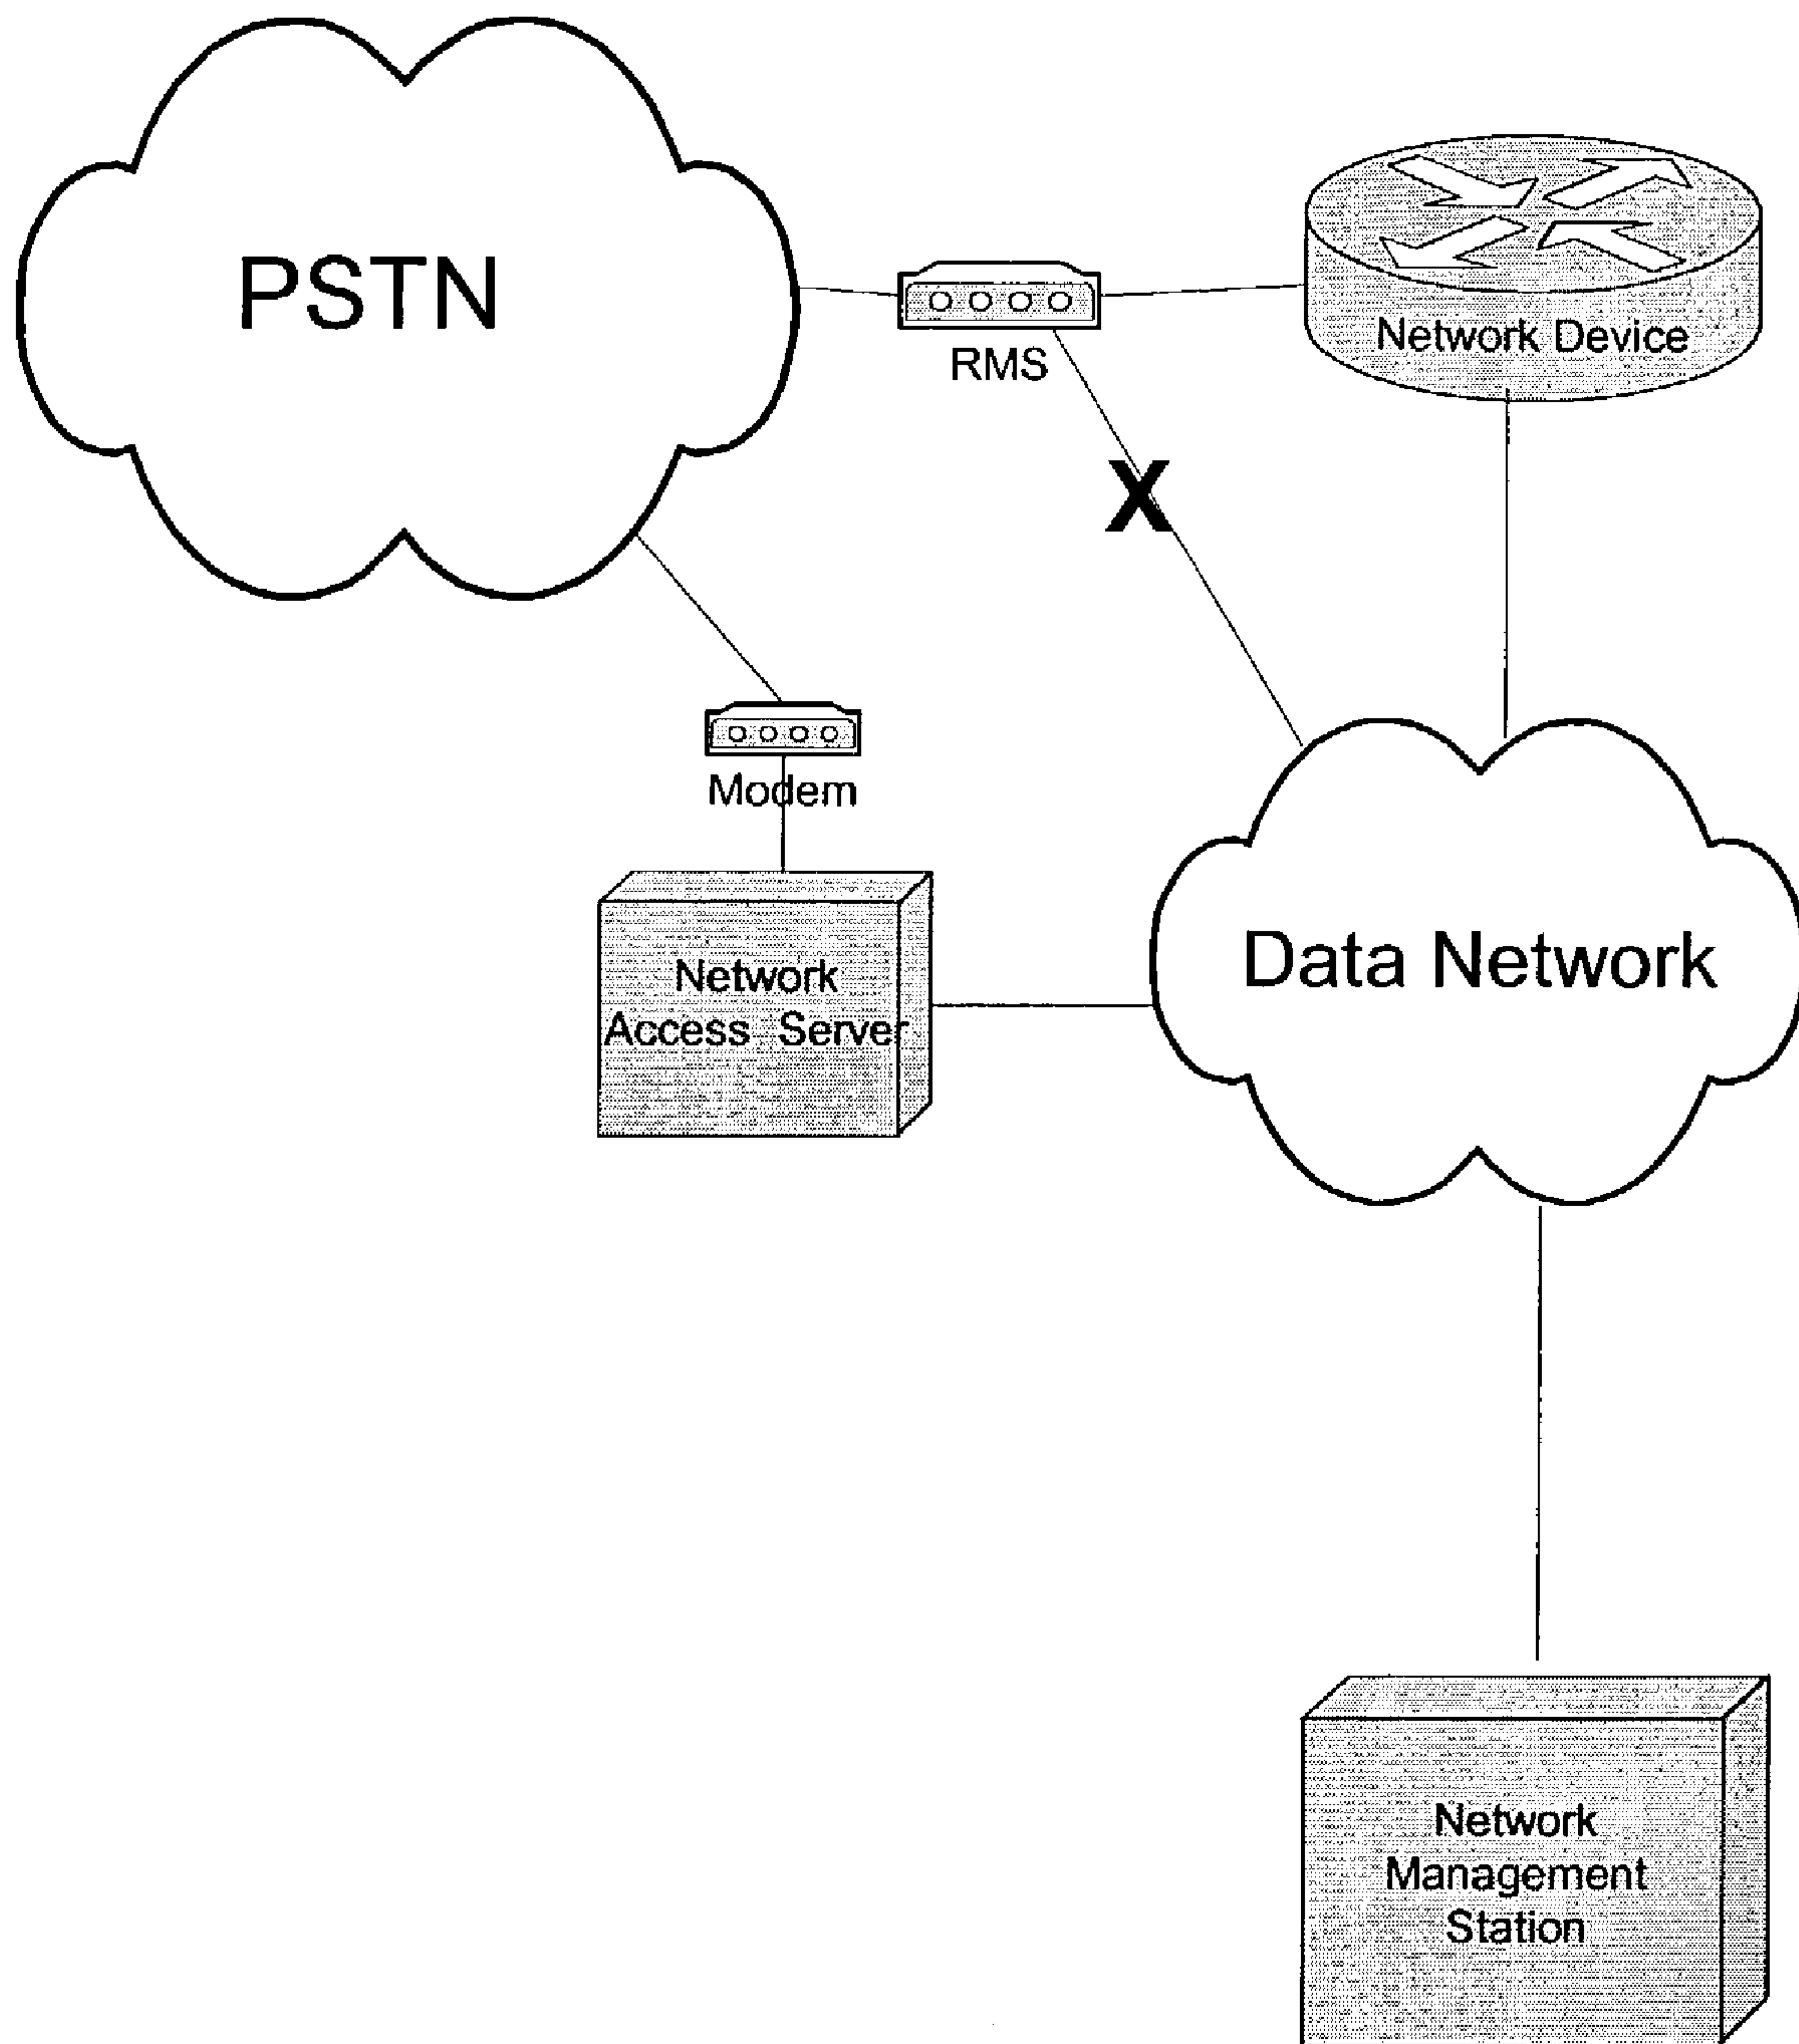 PSTN
RMS
Network Device
X
Modem
Network
Access Server
Data Network
Network
Management
Station